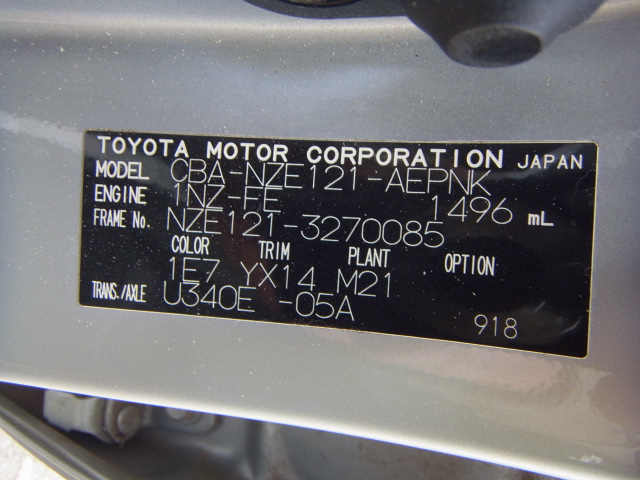 TOYOTA MOTOR CORPORATION JAPAN
MODEL CBA-NZE121-AEPNK
ENGINE 1NZ-FE 1496 mL
FRAME No. NZE121-3270085
COLOR TRIM PLANT OPTION
1E7 YX14 M21
TRANS./AXLE U340E -05A
918